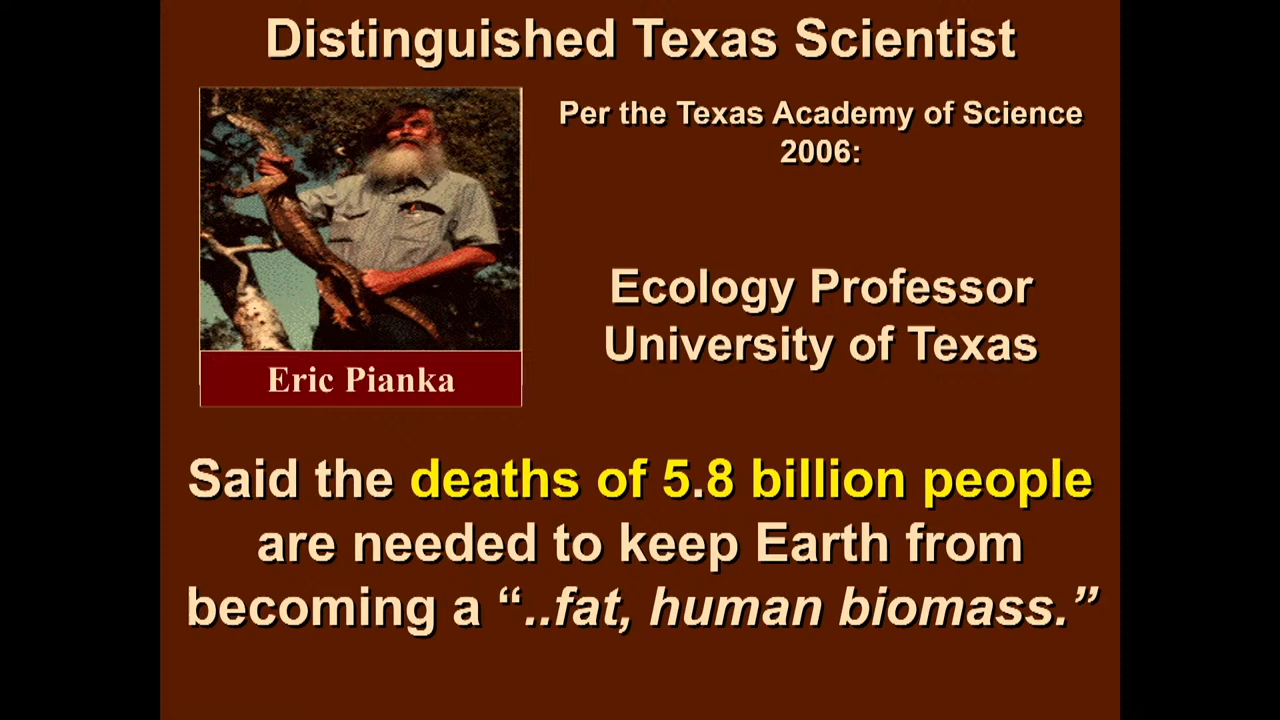 Distinguished Texas Scientist
Per the Texas Academy of Science
2006:
Ecology Professor
University of Texas
Eric Pianka
Said the deaths of 5.8 billion people
are needed to keep Earth from
becoming a “..fat, human biomass.”